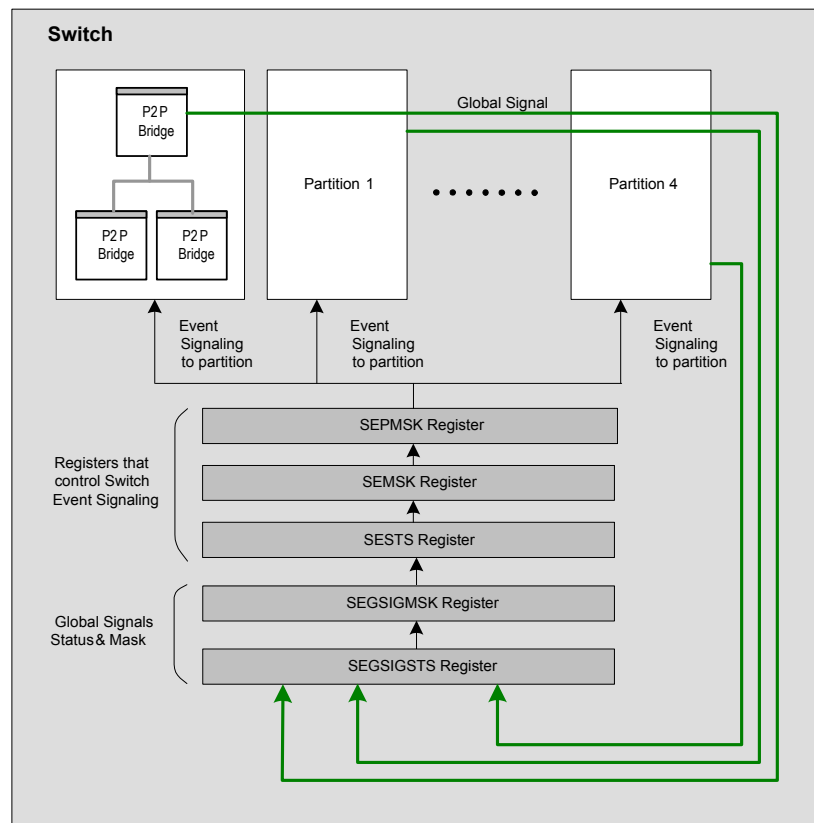 Switch
P2P
Bridge
P2P
Bridge
P2P
Bridge
Global Signal
Partition 1
Partition 4
Event
Signaling
to partition
Event
Signaling
to partition
Event
Signaling
to partition
SEPMSK Register
Registers that
control Switch
Event Signaling
SEMSK Register
SESTS Register
Global Signals
Status & Mask
SEGSIGMSK Register
SEGSIGSTS Register